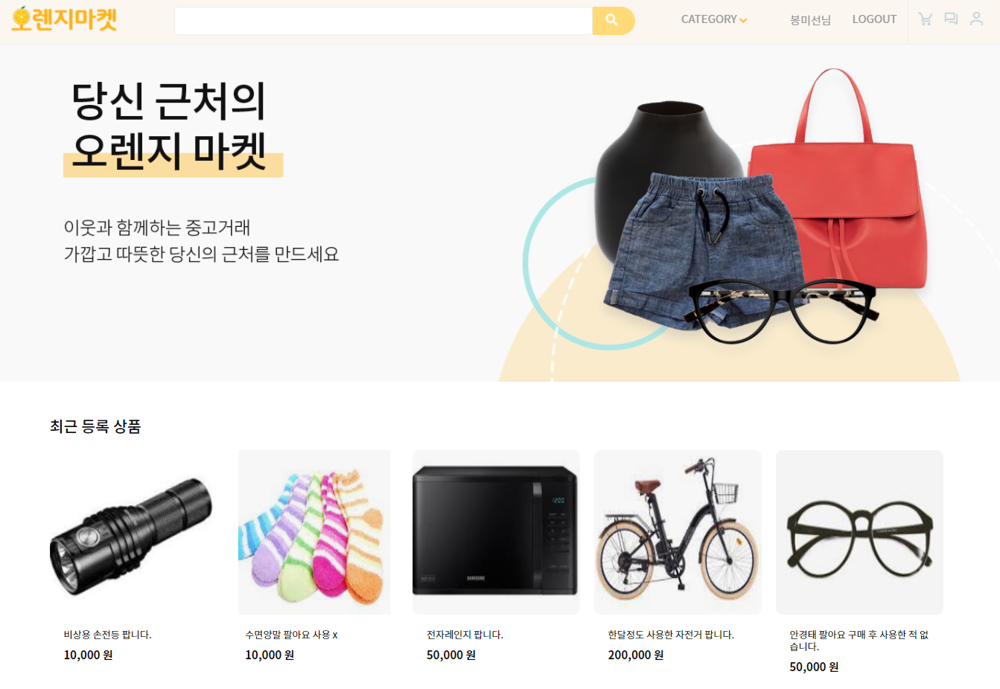 오렌지마켓
CATEGORY
봉미선님
LOGOUT
당신 근처의
오렌지 마켓
이웃과 함께하는 중고거래
가깝고 따뜻한 당신의 근처를 만드세요
최근 등록 상품
12:00
SAMSUNG
비상용 손전등 팝니다.
10,000 원
수면양말 팔아요 사용 x
10,000 원
전자레인지 팝니다.
50,000 원
한달정도 사용한 자전거 팝니다.
200,000 원
안경태 팔아요 구매 후 사용한 적 없
습니다.
50,000 원